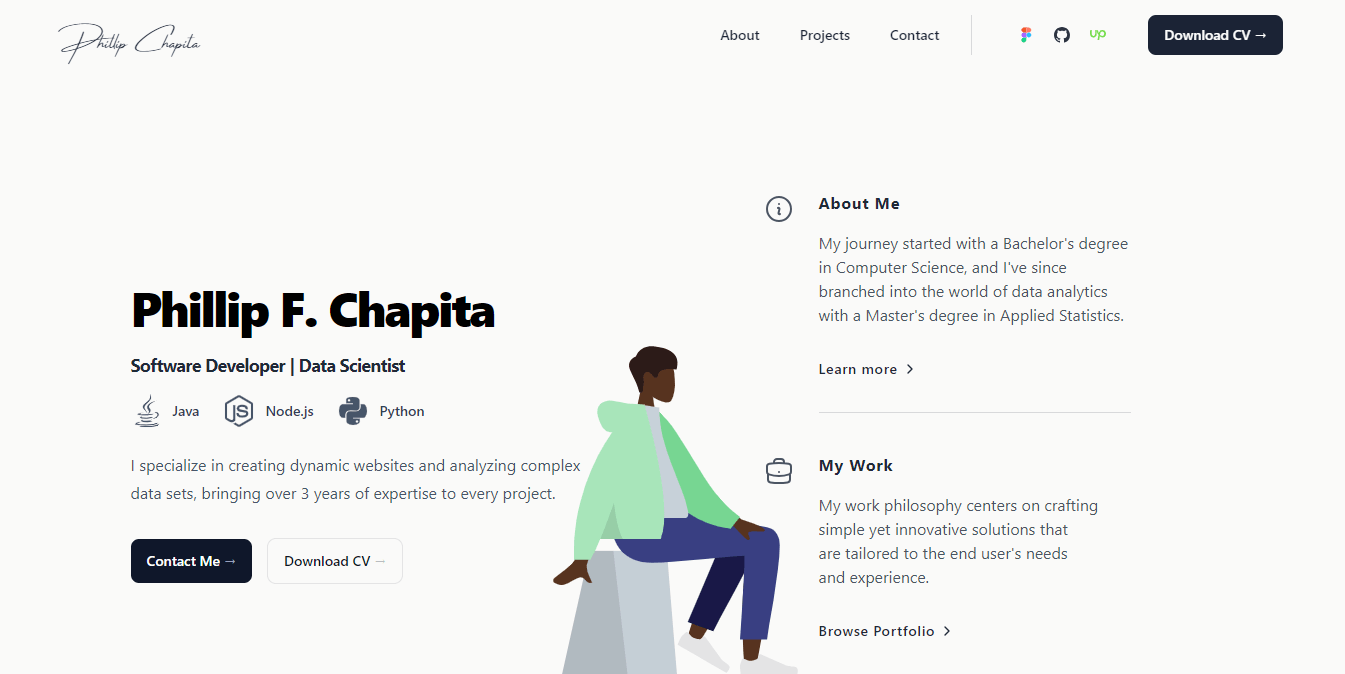 Phillip Chapita
About
Projects
Contact
up
Download CV →
Phillip F. Chapita
Software Developer | Data Scientist
Java
JS
Node.js
Python
I specialize in creating dynamic websites and analyzing complex
data sets, bringing over 3 years of expertise to every project.
Contact Me →
Download CV →
About Me
My journey started with a Bachelor's degree
in Computer Science, and I've since
branched into the world of data analytics
with a Master's degree in Applied Statistics.
Learn more >
My Work
My work philosophy centers on crafting
simple yet innovative solutions that
are tailored to the end user's needs
and experience.
Browse Portfolio >